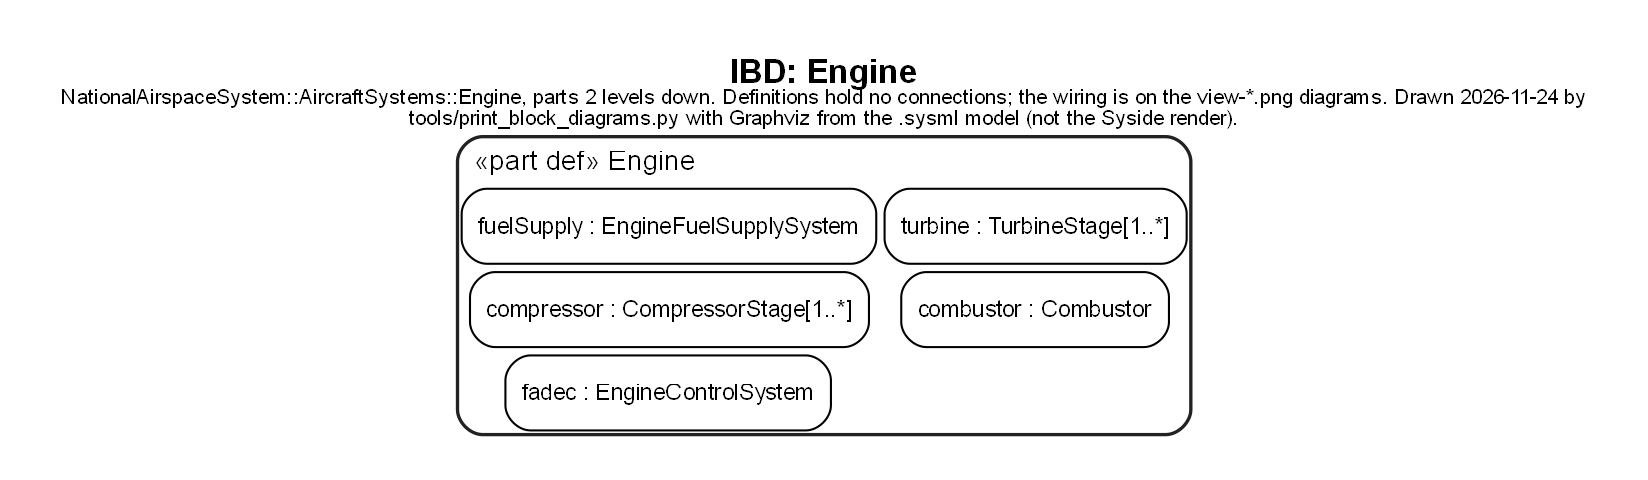 IBD: Engine
NationalAirspaceSystem::AircraftSystems::Engine, parts 2 levels down. Definitions hold no connections; the wiring is on the view-*.png diagrams. Drawn 2026-11-24 by
tools/print_block_diagrams.py with Graphviz from the .sysml model (not the Syside render).
«part def» Engine
fuelSupply : EngineFuelSupplySystem
turbine : TurbineStage[1..*]
compressor : CompressorStage[1..*]
combustor : Combustor
fadec : EngineControlSystem